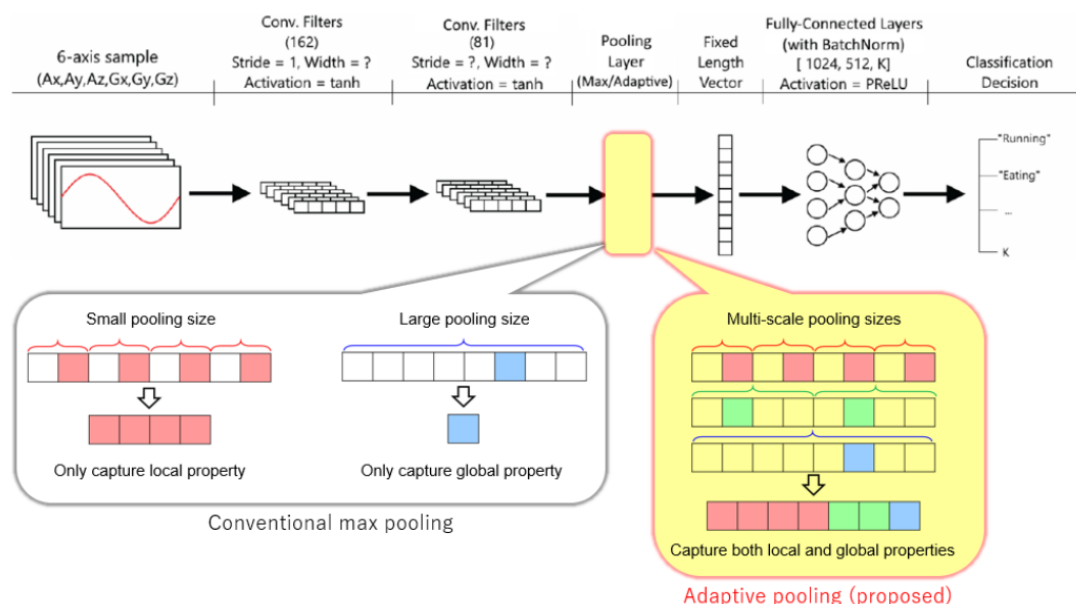 6-axis sample
(Ax,Ay,Az,Gx,Gy,Gz)
Conv. Filters
(162)
Stride = 1, Width = ?
Activation = tanh
Conv. Filters
(81)
Stride = ?, Width = ?
Activation = tanh
Pooling
Layer
(Max/Adaptive)
Fixed
Length
Vector
Fully-Connected Layers
(with BatchNorm)
[ 1024, 512, K]
Activation = PReLU
Classification
Decision
"Running"
"Eating"
...
K
Small pooling size
Only capture local property
Large pooling size
Only capture global property
Conventional max pooling
Multi-scale pooling sizes
Capture both local and global properties
Adaptive pooling (proposed)